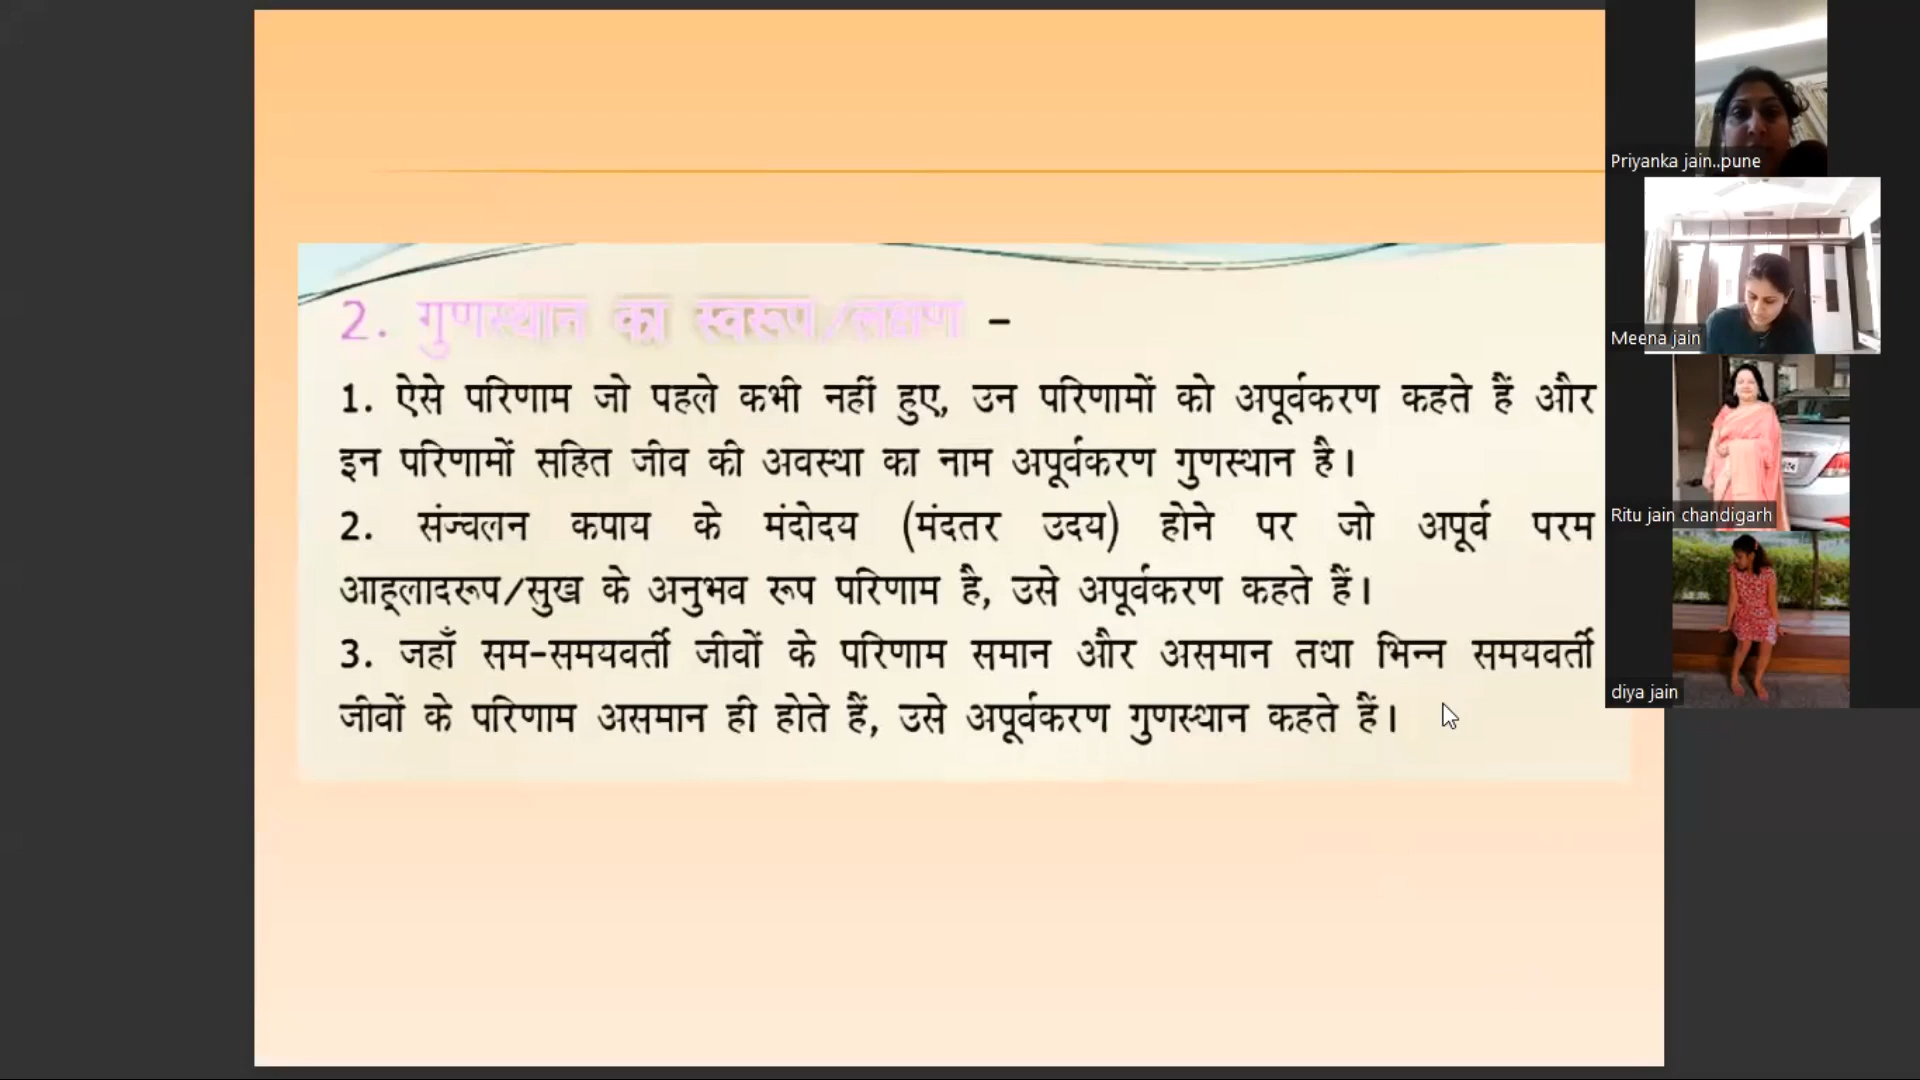 2. गुणस्थान का स्वरूप/लक्षण –
1. ऐसे परिणाम जो पहले कभी नहीं हुए, उन परिणामों को अपूर्वकरण कहते हैं और
इन परिणामों सहित जीव की अवस्था का नाम अपूर्वकरण गुणस्थान है।
2. संज्वलन कपाय के मंदोदय (मंदतर उदय) होने पर जो अपूर्व परम
आह्लादरूप/सुख के अनुभव रूप परिणाम है, उसे अपूर्वकरण कहते हैं।
3. जहाँ सम-समयवर्ती जीवों के परिणाम समान और असमान तथा भिन्न समयवर्ती
जीवों के परिणाम असमान ही होते हैं, उसे अपूर्वकरण गुणस्थान कहते हैं।
Priyanka jain..pune
Meena jain
Ritu jain chandigarh
diya jain